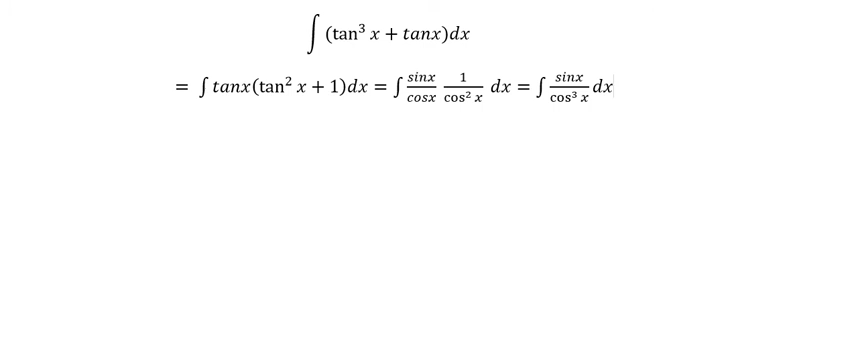 ∫ (tan³ x + tanx)dx
= ∫ tanx(tan² x + 1)dx = ∫ sinx/cosx 1/cos² x dx = ∫ sinx/cos³ x dx